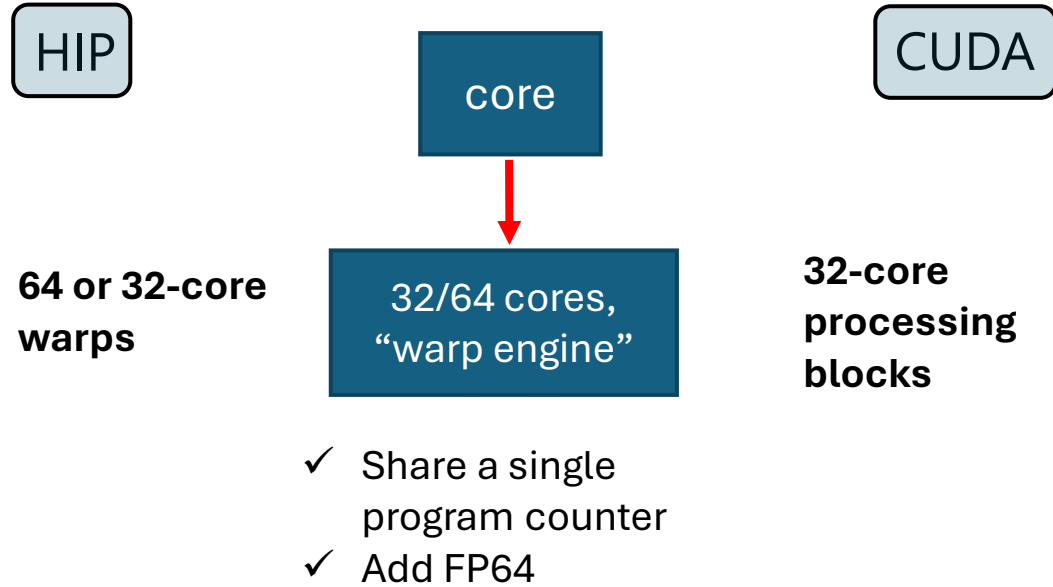 HIP
core
CUDA
64 or 32-core
warps
32/64 cores,
“warp engine”
32-core
processing
blocks
✓ Share a single
program counter
✓ Add FP64